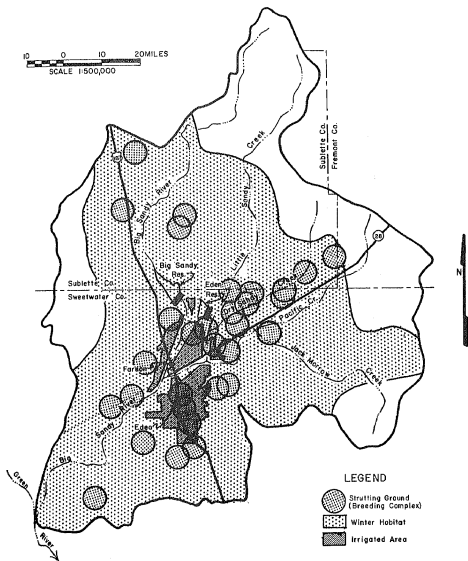 10 0 10 20 MILES
SCALE 1:500,000
Sublette Co.
Fremont Co.
Creek
Sandy
Little
Big Sandy River
28
Big Sandy
Res.
Eden
Res.
Sublette Co.
Sweetwater Co.
Pacific Cr.
Jack Morrow
Creek
Farson
Eden
Big
Sandy
Green
River
N
LEGEND
Strutting Ground
(Breeding Complex)
Winter Habitat
Irrigated Area